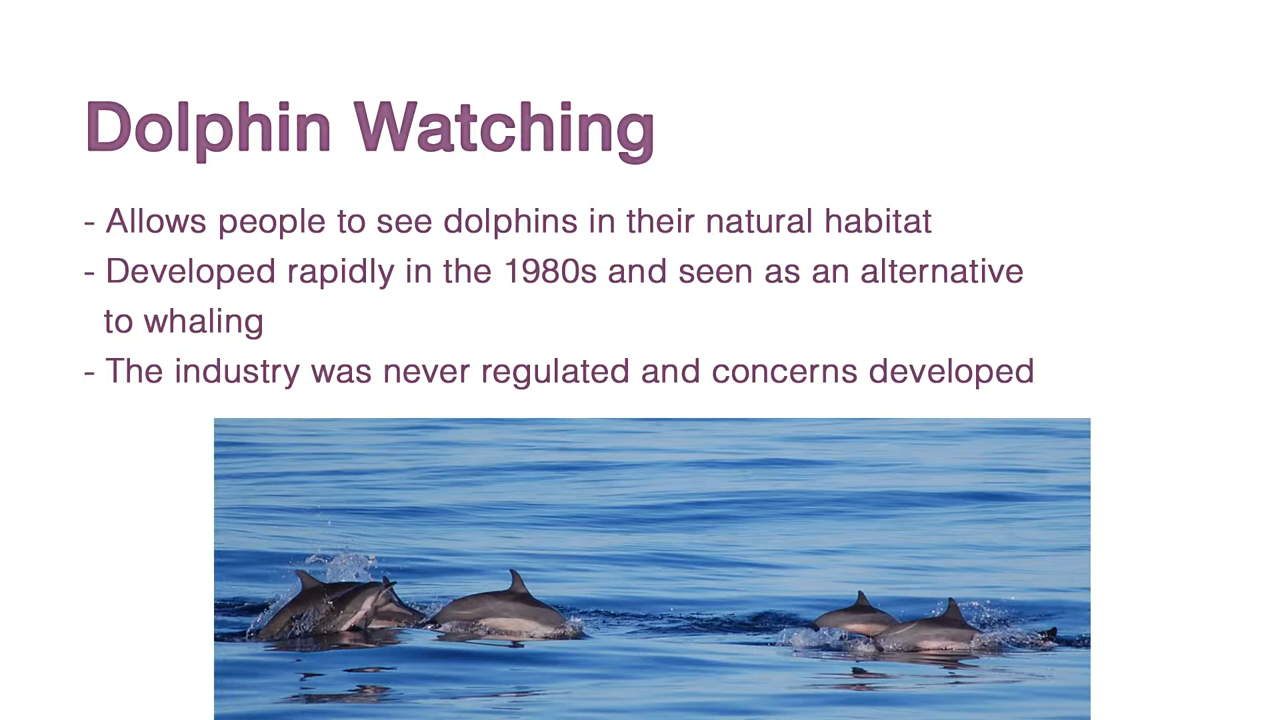 Dolphin Watching
- Allows people to see dolphins in their natural habitat
- Developed rapidly in the 1980s and seen as an alternative
to whaling
- The industry was never regulated and concerns developed